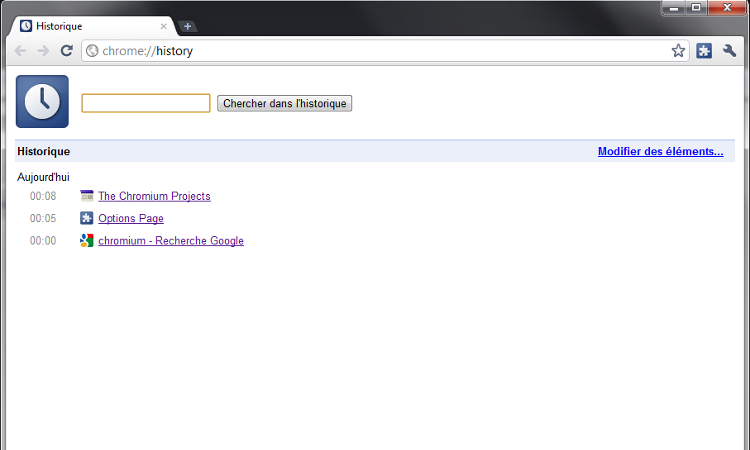 Historique
chrome://history
Chercher dans l'historique
Historique
Modifier des éléments...
Aujourd'hui
00:08 The Chromium Projects
00:05 Options Page
00:00 chromium - Recherche Google